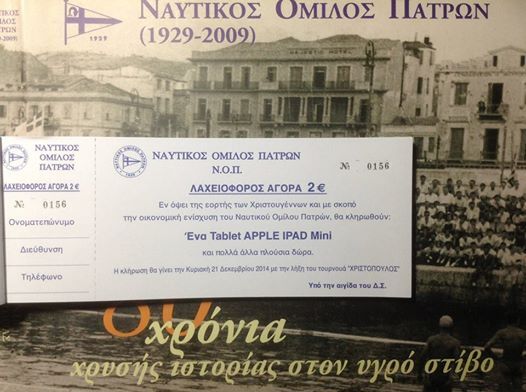 ΝΑΥΤΙΚΟΣ ΟΜΙΛΟΣ ΠΑΤΡΩΝ
(1929-2009)
1929
MAJESTIC HOTEL
ΝΑΥΤΙΚΟΣ
ΟΜΙΛΟΣ
ΠΑΤΡΩΝ
ΛΑΧΕΙΟΦΟΡΟΣ ΑΓΟΡΑ 2 €
№ 0156
Ονοματεπώνυμο
Διεύθυνση
Τηλέφωνο
ΝΑΥΤΙΚΟΣ ΟΜΙΛΟΣ ΠΑΤΡΩΝ
Ν.Ο.Π.
№ 0156
ΛΑΧΕΙΟΦΟΡΟΣ ΑΓΟΡΑ 2 €
Εν όψει της εορτής των Χριστουγέννων και με σκοπό
την οικονομική ενίσχυση του Ναυτικού Ομίλου Πατρών, θα κληρωθούν:
Ένα Tablet APPLE IPAD Mini
και πολλά άλλα πλούσια δώρα.
Η κλήρωση θα γίνει την Κυριακή 21 Δεκεμβρίου 2014 με την λήξη του τουρνουά "ΧΡΙΣΤΟΠΟΥΛΟΣ"
Υπό την αιγίδα του Δ.Σ.
χρόνια
χρυσής ιστορίας στον υγρό στίβο